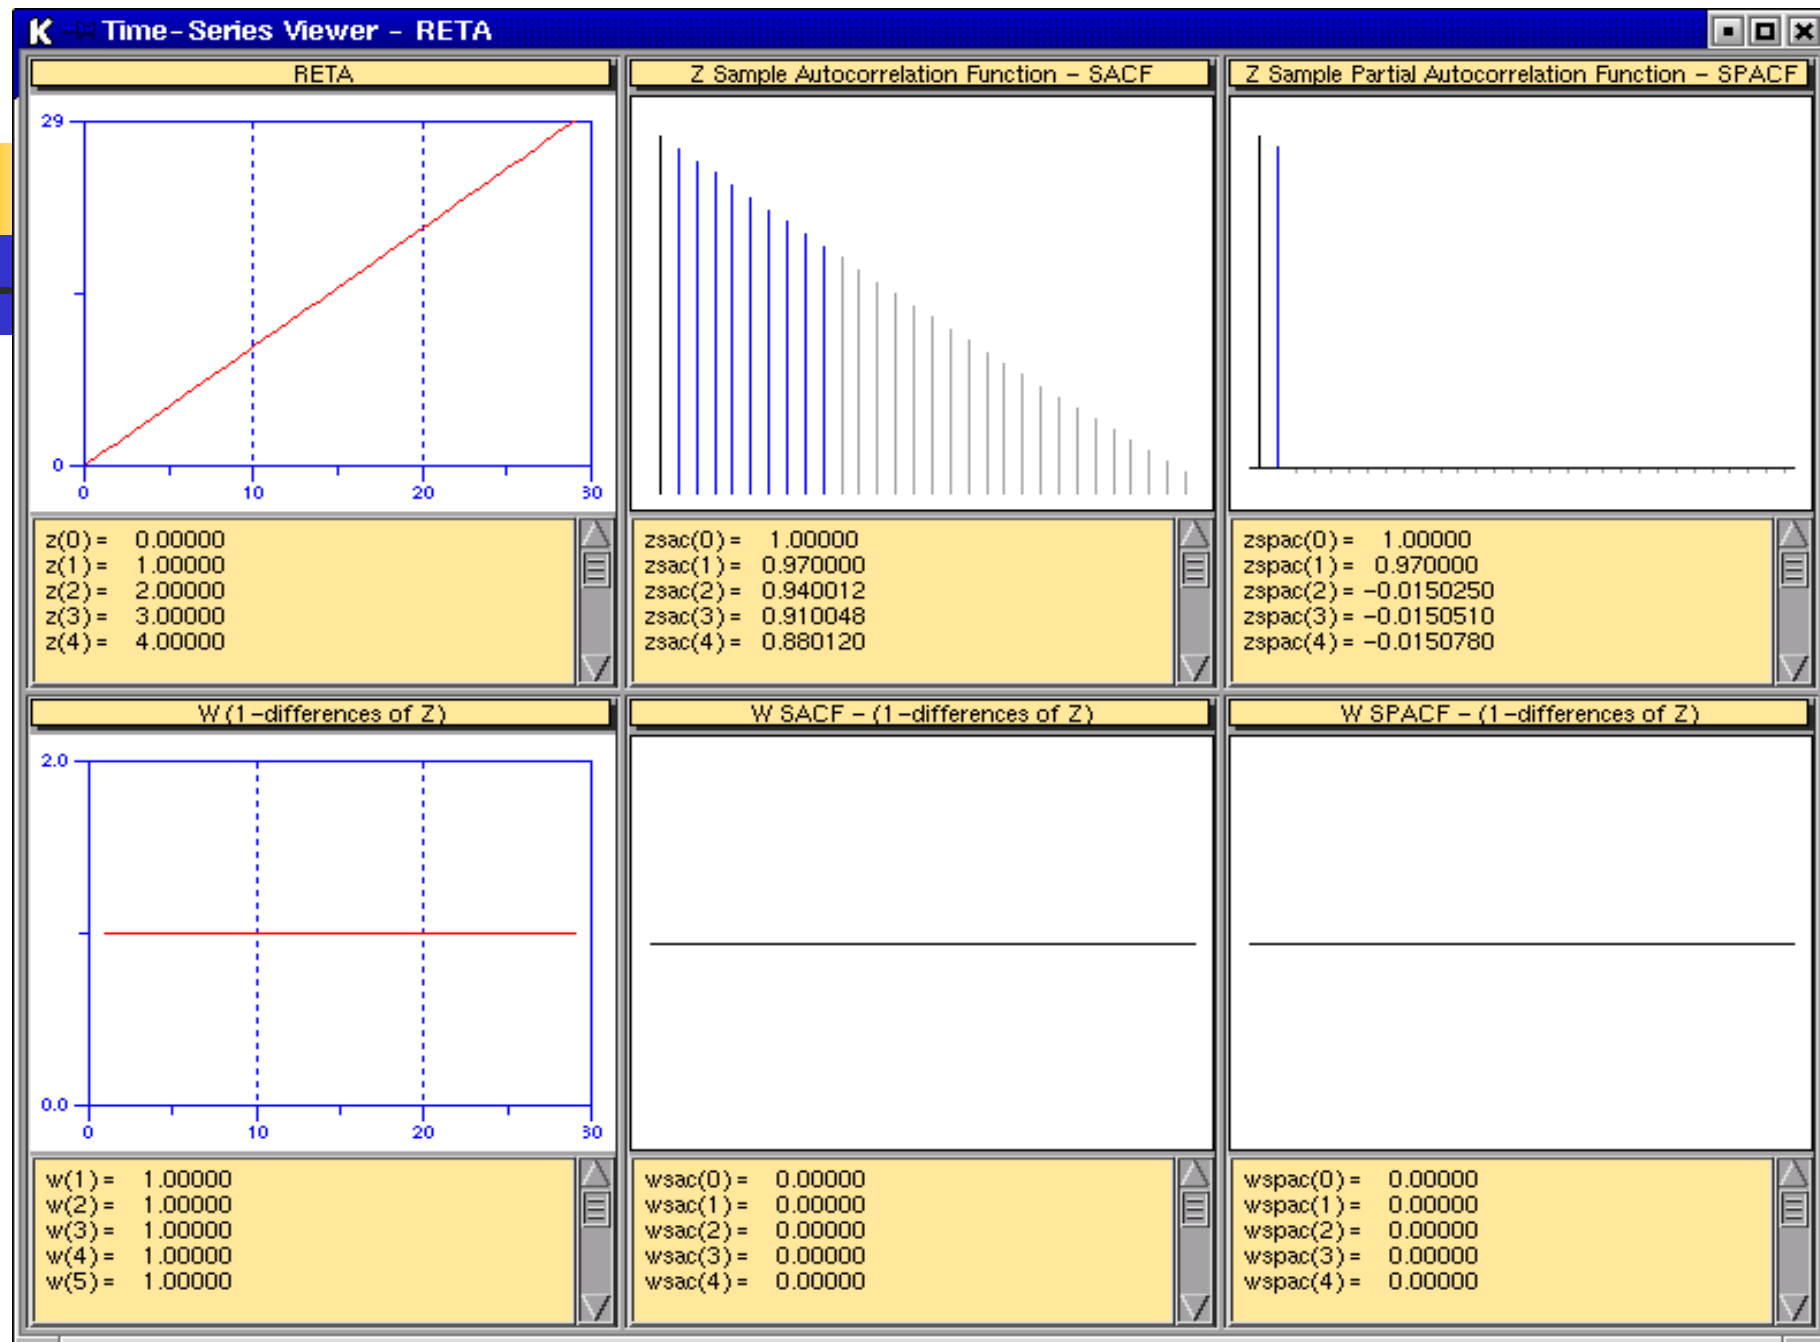 K Time-Series Viewer - RETA
RETA
29
0
0 10 20 30
z(0) = 0.00000
z(1) = 1.00000
z(2) = 2.00000
z(3) = 3.00000
z(4) = 4.00000
Z Sample Autocorrelation Function - SACF
zsac(0) = 1.00000
zsac(1) = 0.970000
zsac(2) = 0.940012
zsac(3) = 0.910048
zsac(4) = 0.880120
Z Sample Partial Autocorrelation Function - SPACF
zspac(0) = 1.00000
zspac(1) = 0.970000
zspac(2) = -0.0150250
zspac(3) = -0.0150510
zspac(4) = -0.0150780
W (1-differences of Z)
2.0
0.0
0 10 20 30
w(1) = 1.00000
w(2) = 1.00000
w(3) = 1.00000
w(4) = 1.00000
w(5) = 1.00000
W SACF - (1-differences of Z)
wsac(0) = 0.00000
wsac(1) = 0.00000
wsac(2) = 0.00000
wsac(3) = 0.00000
wsac(4) = 0.00000
W SPACF - (1-differences of Z)
wspac(0) = 0.00000
wspac(1) = 0.00000
wspac(2) = 0.00000
wspac(3) = 0.00000
wspac(4) = 0.00000